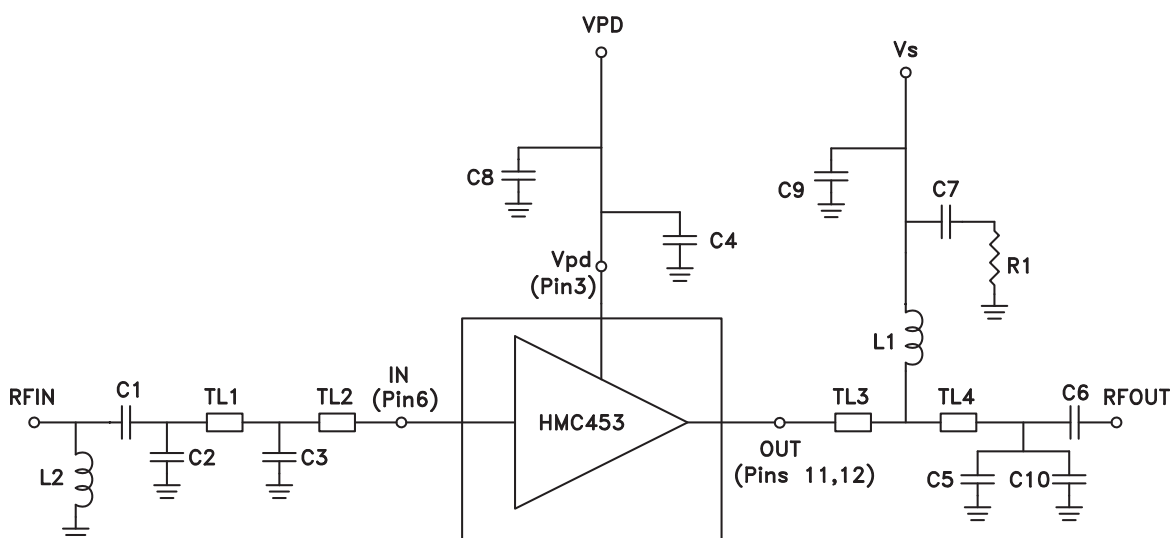 VPD
Vs
C8
C9
C7
C4
R1
Vpd
(Pin3)
L1
RFIN
C1
TL1
TL2
IN
(Pin6)
HMC453
TL3
TL4
C6
RFOUT
L2
C2
C3
OUT
(Pins 11,12)
C5
C10